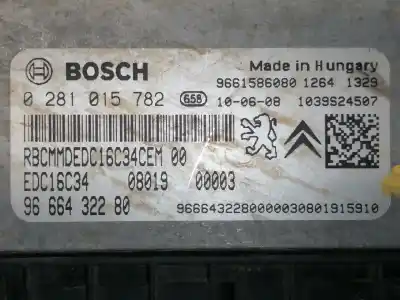 BOSCH
Made in Hungary
9661586080 1264 1329
0 281 015 782 658 10-06-08 1039S24507
RBCMMDEDC16C34CEM 00
EDC16C34 08019 00003
96 664 322 80 9666432280000030801915910